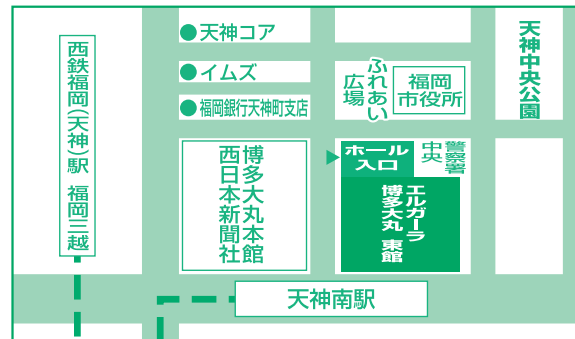 西鉄福岡(天神)駅 福岡三越
●天神コア
●イムズ
●福岡銀行天神町支店
ふれあい
広場
福岡
市役所
天神中央公園
博多大丸本館
西日本新聞社
ホール
入口
警察署
中央
エルガーラ
博多大丸 東館
天神南駅